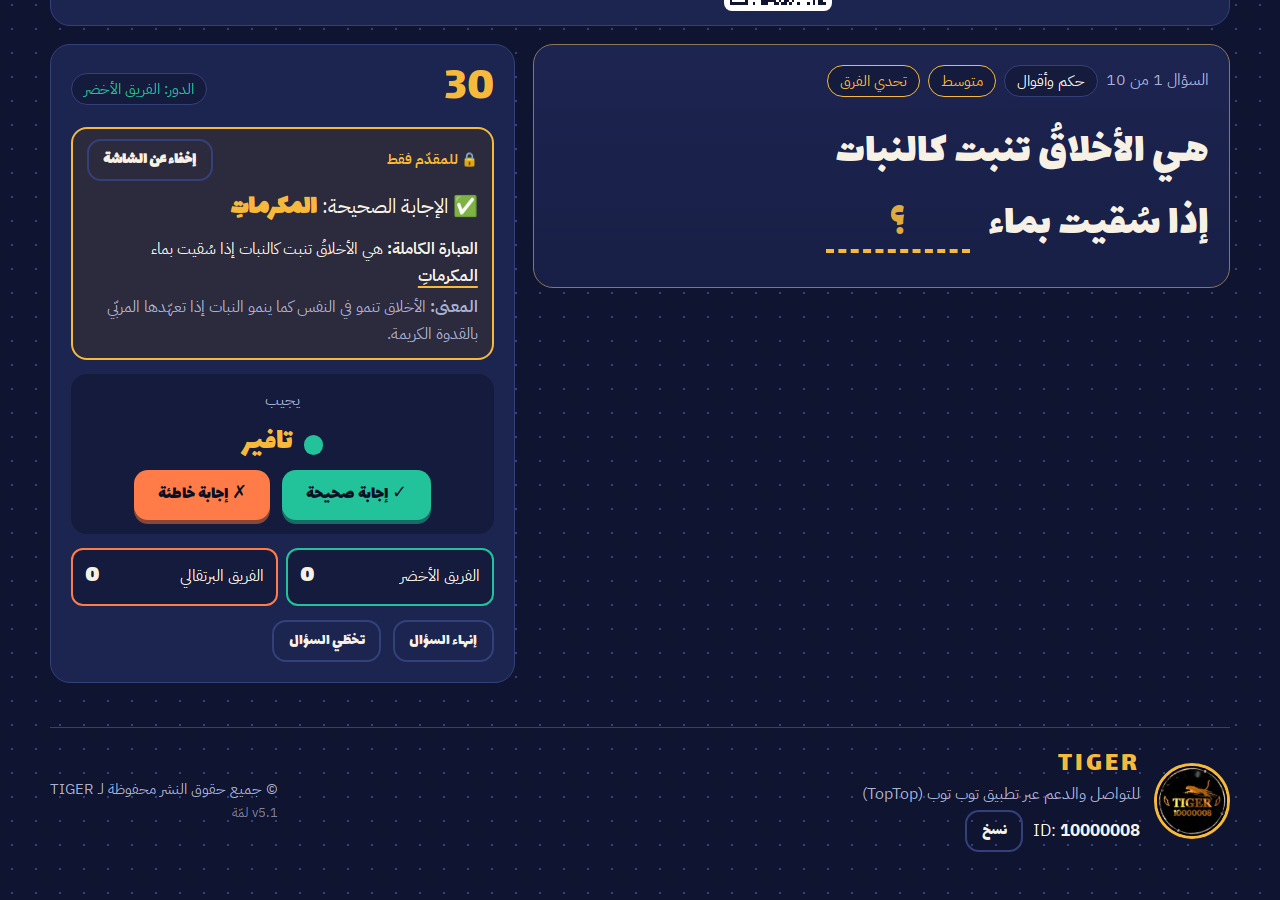 السؤال 1 من 10
حكم وأقوال
متوسط
تحدي الفرق
هي الأخلاقُ تنبت كالنبات
إذا سُقيت بماء ؟
30
الدور: الفريق الأخضر
🔒 للمقدّم فقط
إخفاء عن الشاشة
✅ الإجابة الصحيحة: المكرماتِ
العبارة الكاملة: هي الأخلاقُ تنبت كالنبات إذا سُقيت بماء
المكرماتِ
المعنى: الأخلاق تنمو في النفس كما ينمو النبات إذا تعهّدها المربّي
بالقدوة الكريمة.
يجيب
تافير
✓ إجابة صحيحة
✗ إجابة خاطئة
الفريق الأخضر 0
الفريق البرتقالي 0
إنهاء السؤال
تخطّي السؤال
TIGER
10000008
TIGER
للتواصل والدعم عبر تطبيق توب توب (TopTop)
ID: 10000008
نسخ
© جميع حقوق النشر محفوظة لـ TIGER
لمّة v5.1